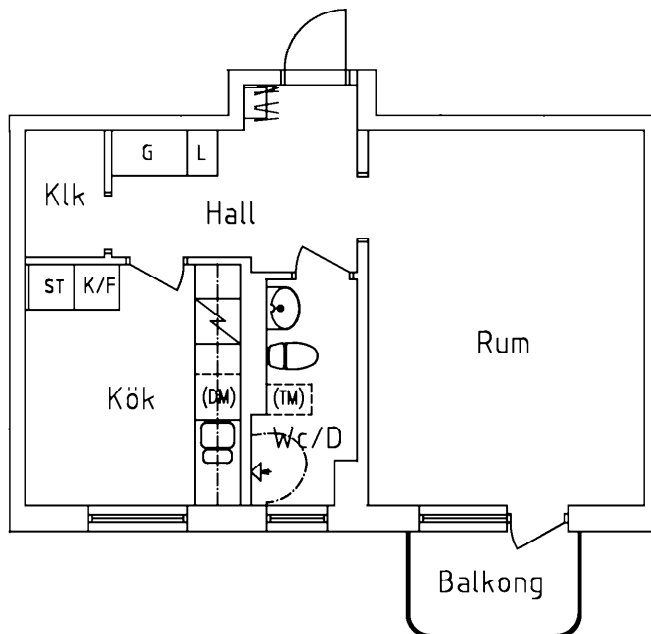 G
L
Klk
Hall
ST
K/F
Rum
Kök
(DM)
(TM)
Wc/D
Balkong